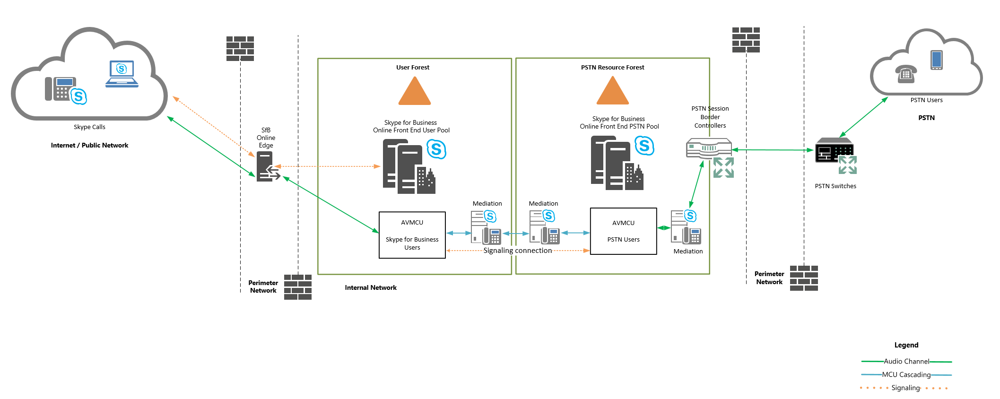 Skype Calls
Internet / Public Network
SfB
Online
Edge
Perimeter
Network
User Forest
Skype for Business
Online Front End User Pool
AVMCU
Skype for Business
Users
Mediation
Internal Network
Signaling connection
PSTN Resource Forest
Skype for Business
Online Front End PSTN Pool
Mediation
AVMCU
PSTN Users
Mediation
PSTN Session
Border
Controllers
Perimeter
Network
PSTN Switches
PSTN Users
PSTN
Legend
Audio Channel
MCU Cascading
Signaling